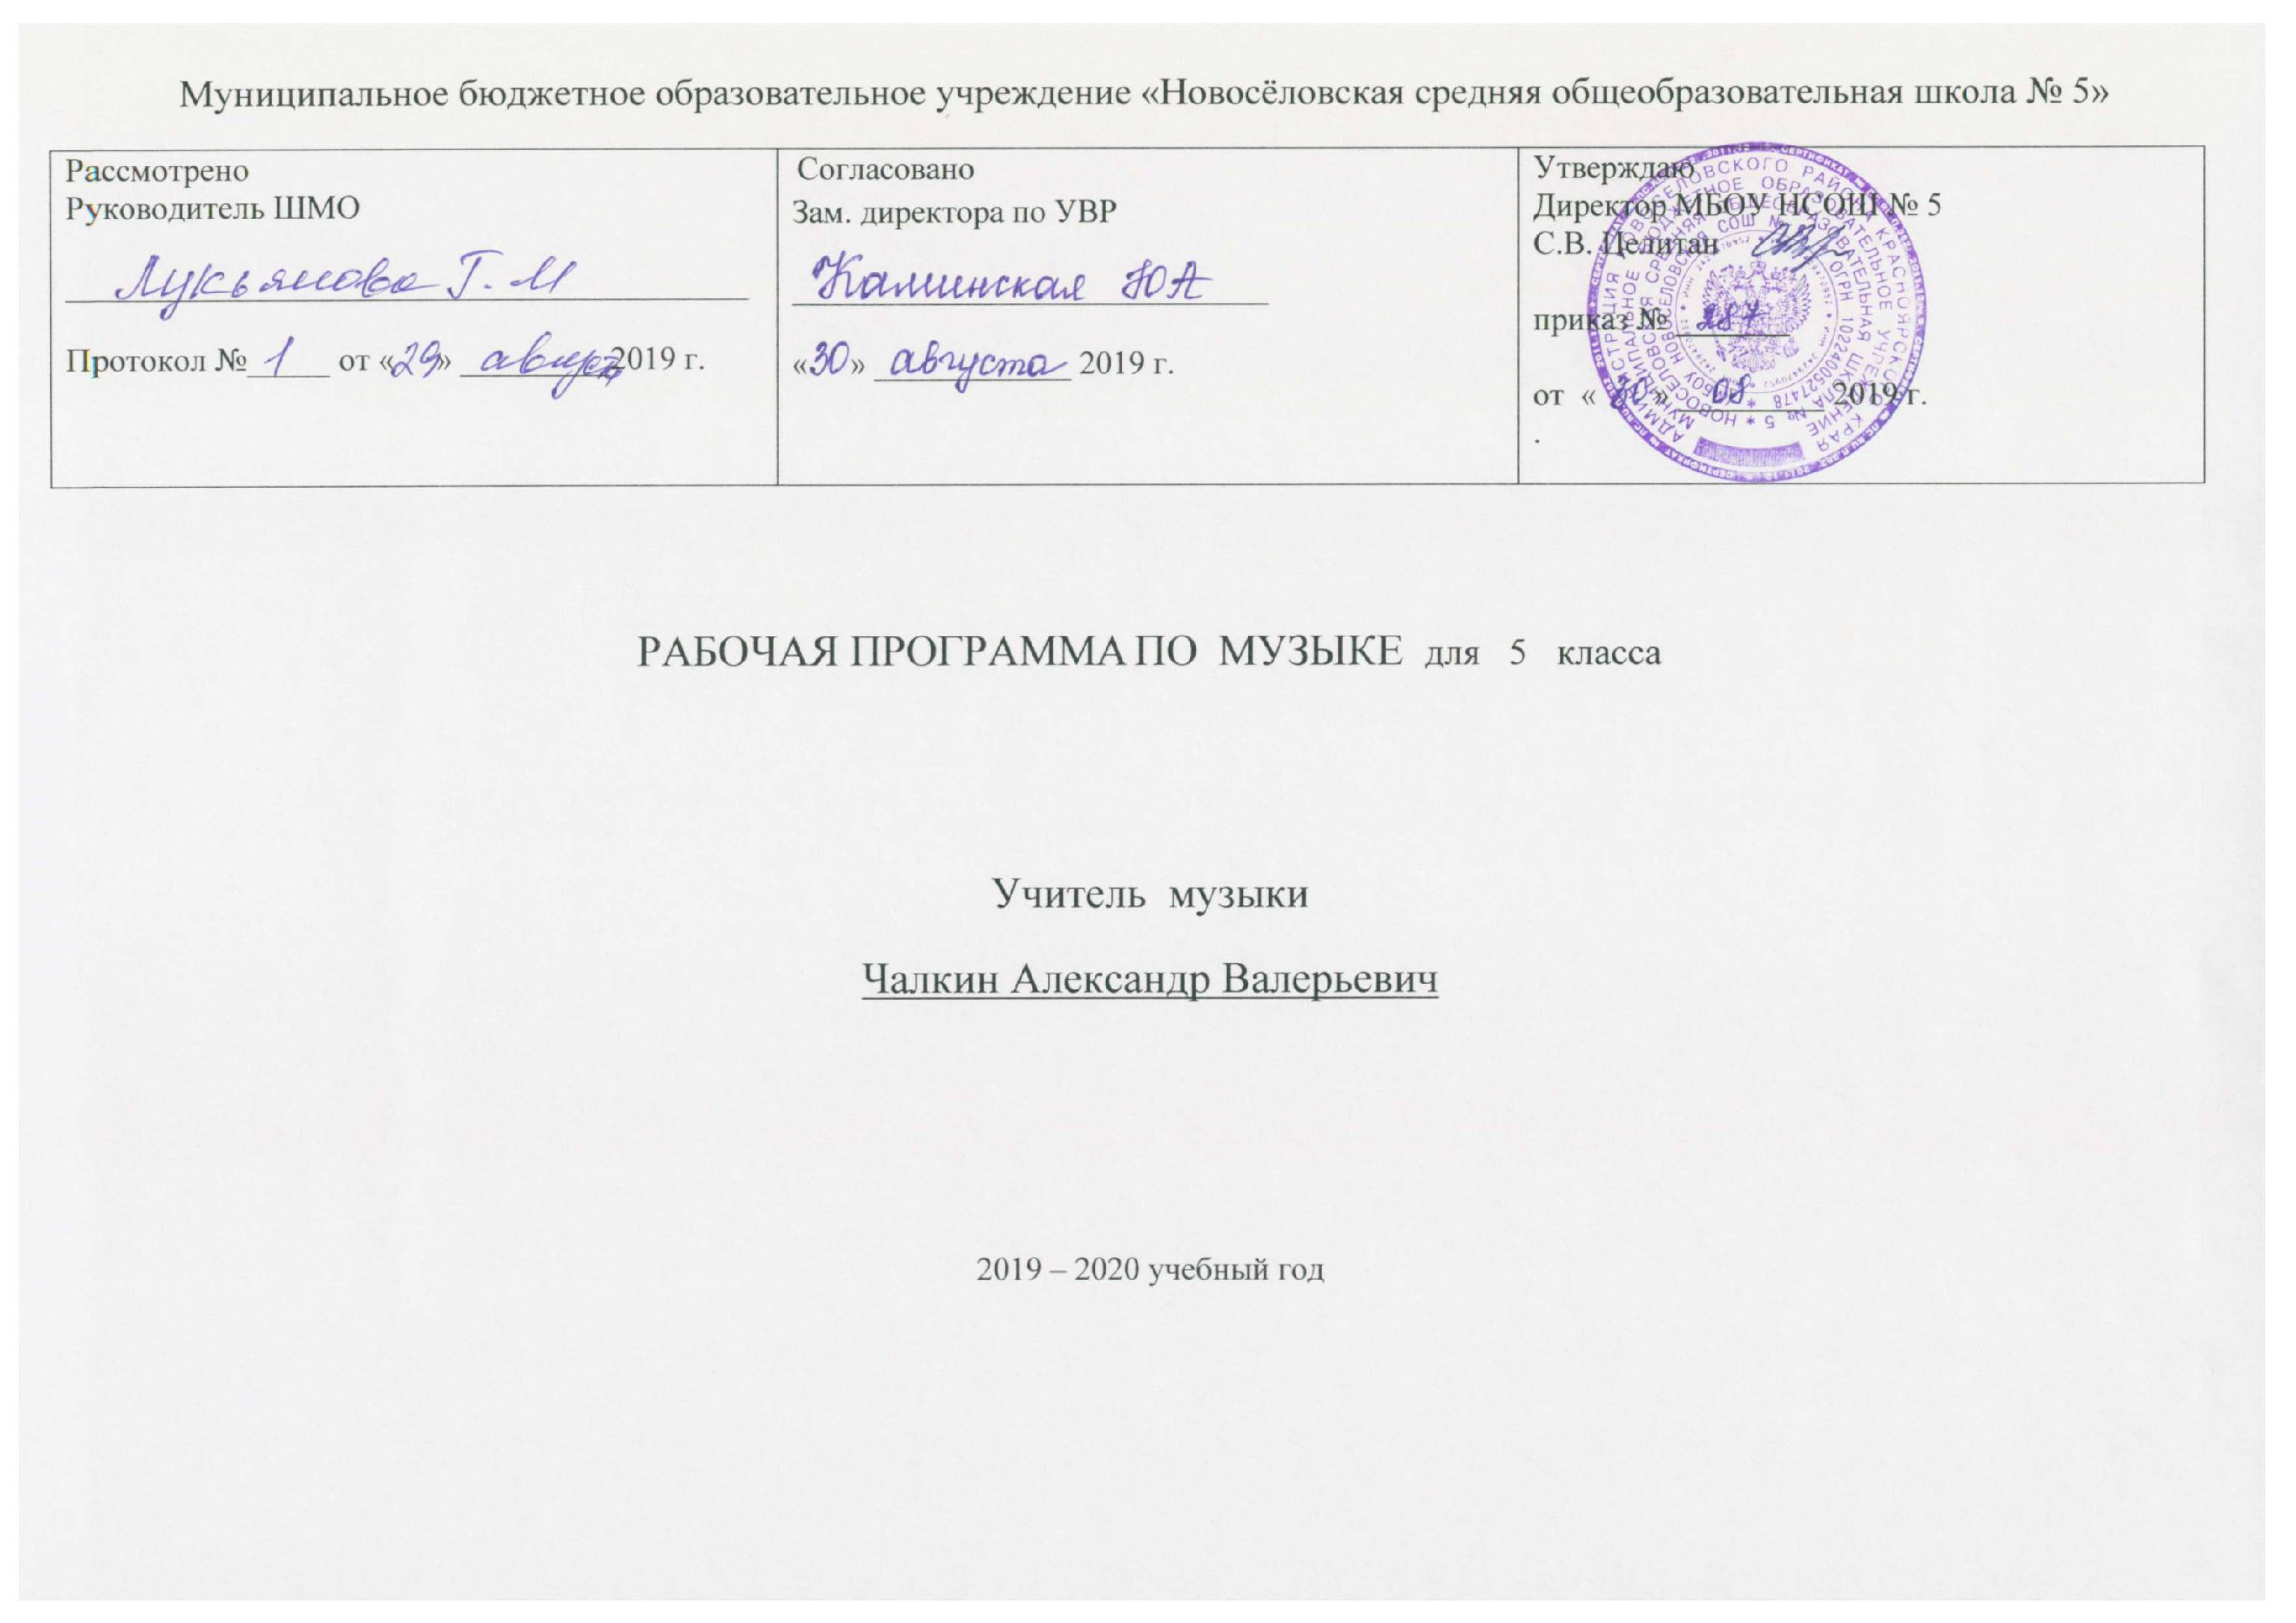 Муниципальное бюджетное образовательное учреждение «Новосёловская средняя общеобразовательная школа № 5»
Рассмотрено
Руководитель ШМО
Лукьянова Г. М
Протокол № 1 от «29» августа 2019 г.
Согласовано
Зам. директора по УВР
Каминская ЮА
«30» августа 2019 г.
Утверждаю
Директор МБОУ НСОШ № 5
С.В. Целитан
приказ № 287
от « 30 » 08 2019 г.
.
РАБОЧАЯ ПРОГРАММА ПО МУЗЫКЕ для 5 класса
Учитель музыки
Чалкин Александр Валерьевич
2019 – 2020 учебный год